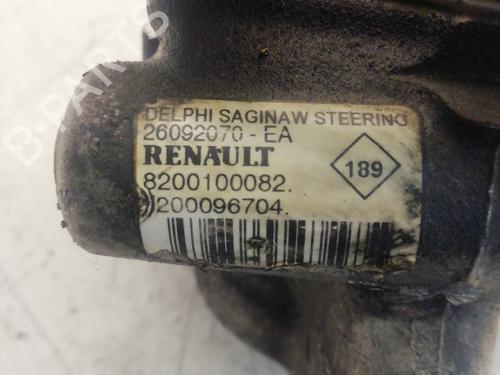 B-PARTS
DELPHI SAGINAW STEERING
26092070 - EA
RENAULT
189
8200100082.
200096704.